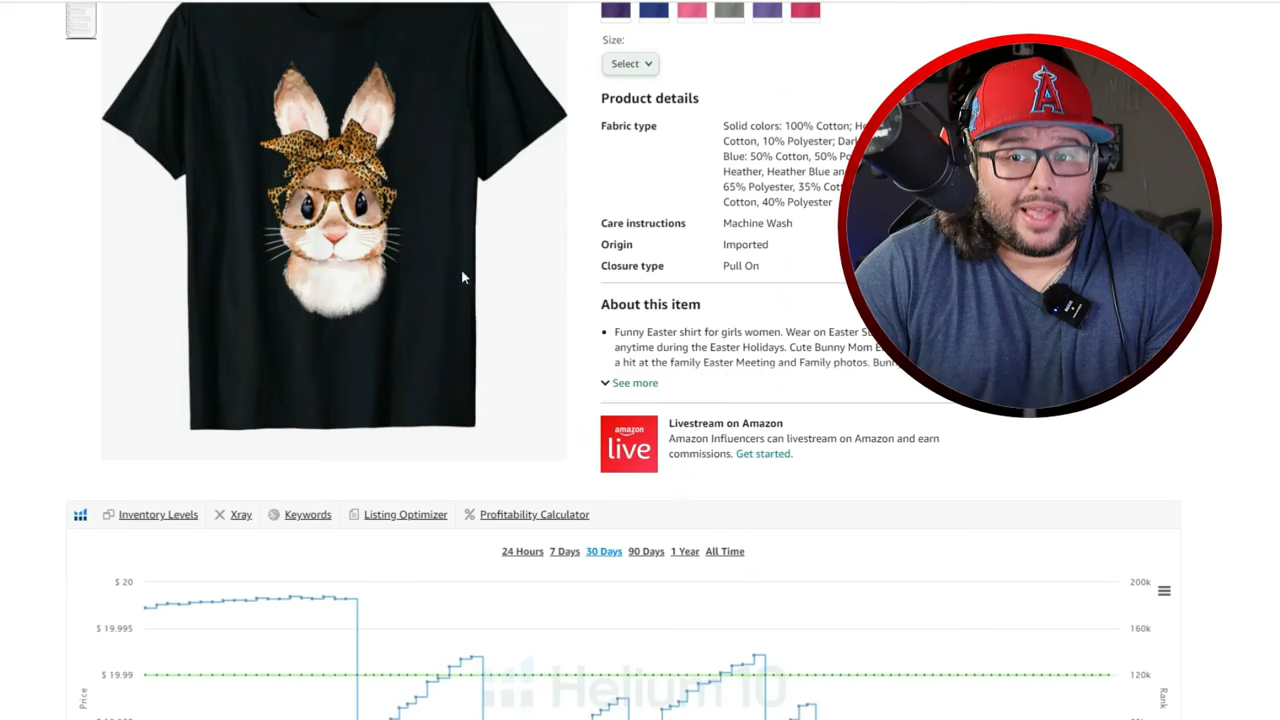 Size:
Select
Product details
Fabric type
Solid colors: 100% Cotton;
Cotton, 10% Polyester;
Blue: 50% Cotton, 50%
Heather, Heather Blue and
65% Polyester, 35%
Cotton, 40% Polyester
Care instructions Machine Wash
Origin Imported
Closure type Pull On
About this item
Funny Easter shirt for girls women. Wear on Easter
anytime during the Easter Holidays. Cute Bunny Mom
a hit at the family Easter Meeting and Family photos.
See more
amazon
live
Livestream on Amazon
Amazon Influencers can livestream on Amazon and earn
commissions. Get started.
Inventory Levels Xray Keywords Listing Optimizer Profitability Calculator
24 Hours 7 Days 30 Days 90 Days 1 Year All Time
$ 20 200k
$ 19.995 160k
$ 19.99 120k
Helium 10
Price
Rank
A